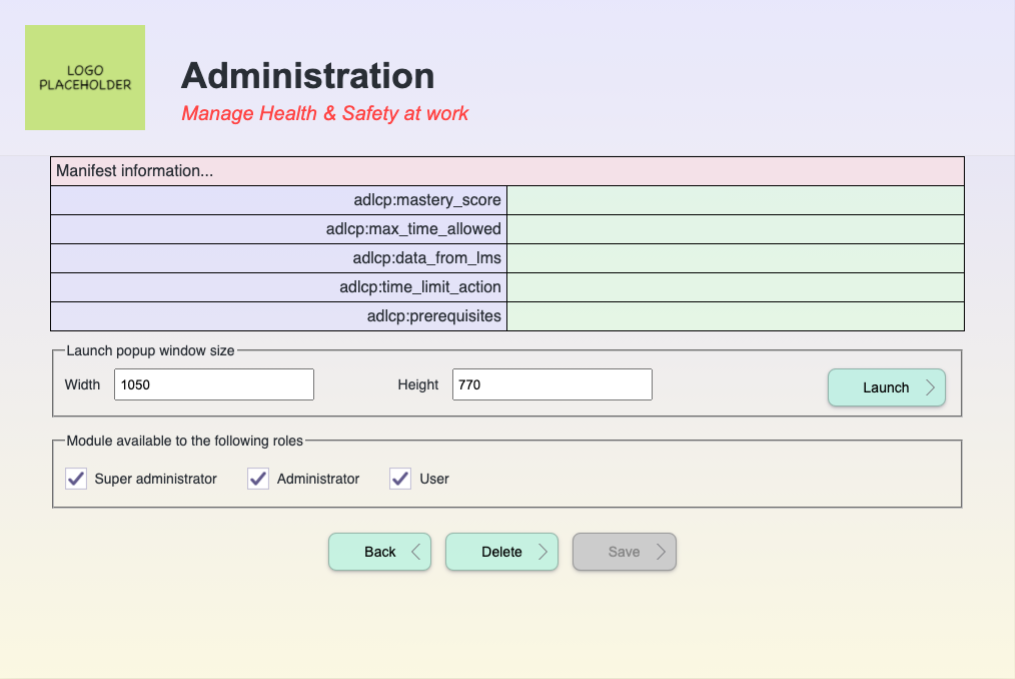 LOGO
PLACEHOLDER
Administration
Manage Health & Safety at work
Manifest information...
adlcp:mastery_score
adlcp:max_time_allowed
adlcp:data_from_lms
adlcp:time_limit_action
adlcp:prerequisites
Launch popup window size
Width 1050 Height 770 Launch
Module available to the following roles
Super administrator Administrator User
Back Delete Save